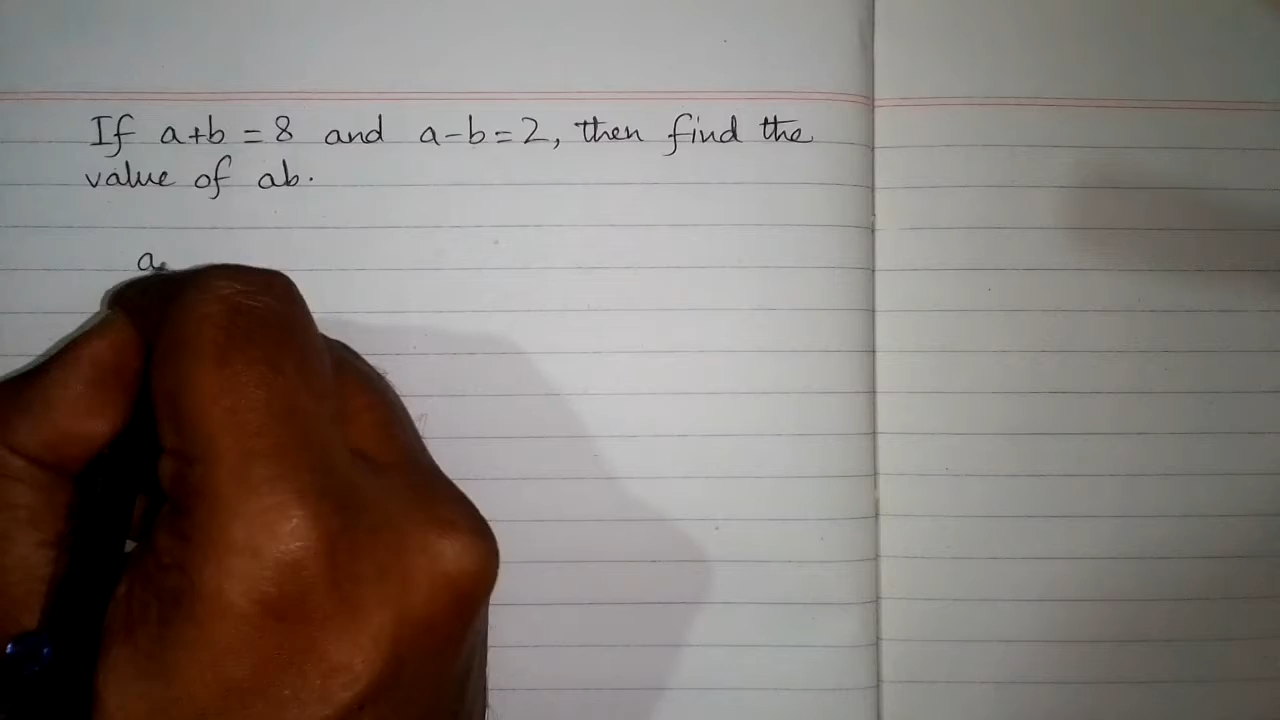 If a+b = 8 and a-b = 2, then find the
value of ab.
a